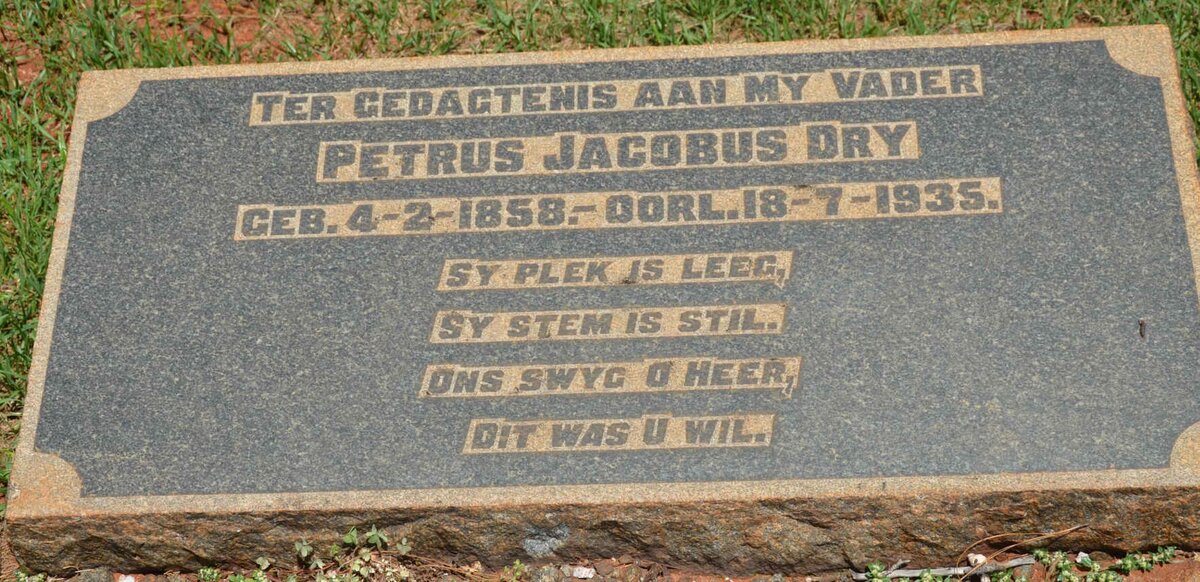 TER GEDAGTENIS AAN MY VADER
PETRUS JACOBUS DRY
GEB. 4-2-1858.- OORL. 18-7-1935.
SY PLEK IS LEEG,
SY STEM IS STIL.
ONS SWYG O HEER,
DIT WAS U WIL.